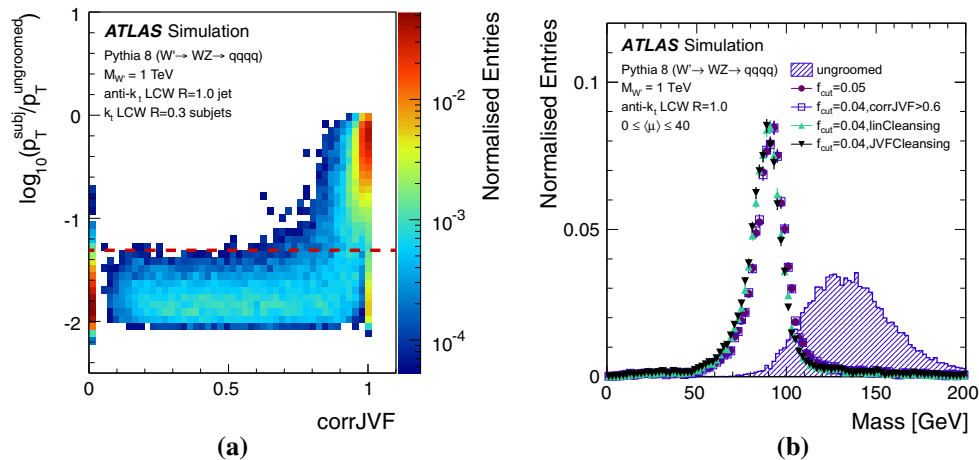 ATLAS Simulation
Pythia 8 (W'→ WZ→ qqqq)
M_W' = 1 TeV
anti-k_t LCW R=1.0 jet
k_t LCW R=0.3 subjets
log_10(p_T^subj/p_T^ungroomed)
1
0
-1
-2
0
0.5
1
corrJVF
10^-2
10^-3
10^-4
Normalised Entries
(a)
ATLAS Simulation
Pythia 8 (W'→ WZ→ qqqq)
M_W' = 1 TeV
anti-k_t LCW R=1.0
0 ≤ ⟨μ⟩ ≤ 40
ungroomed
f_cut=0.05
f_cut=0.04,corrJVF>0.6
f_cut=0.04,linCleansing
f_cut=0.04,JVFCleansing
Normalised Entries
0.1
0.05
0
0
50
100
150
200
Mass [GeV]
(b)